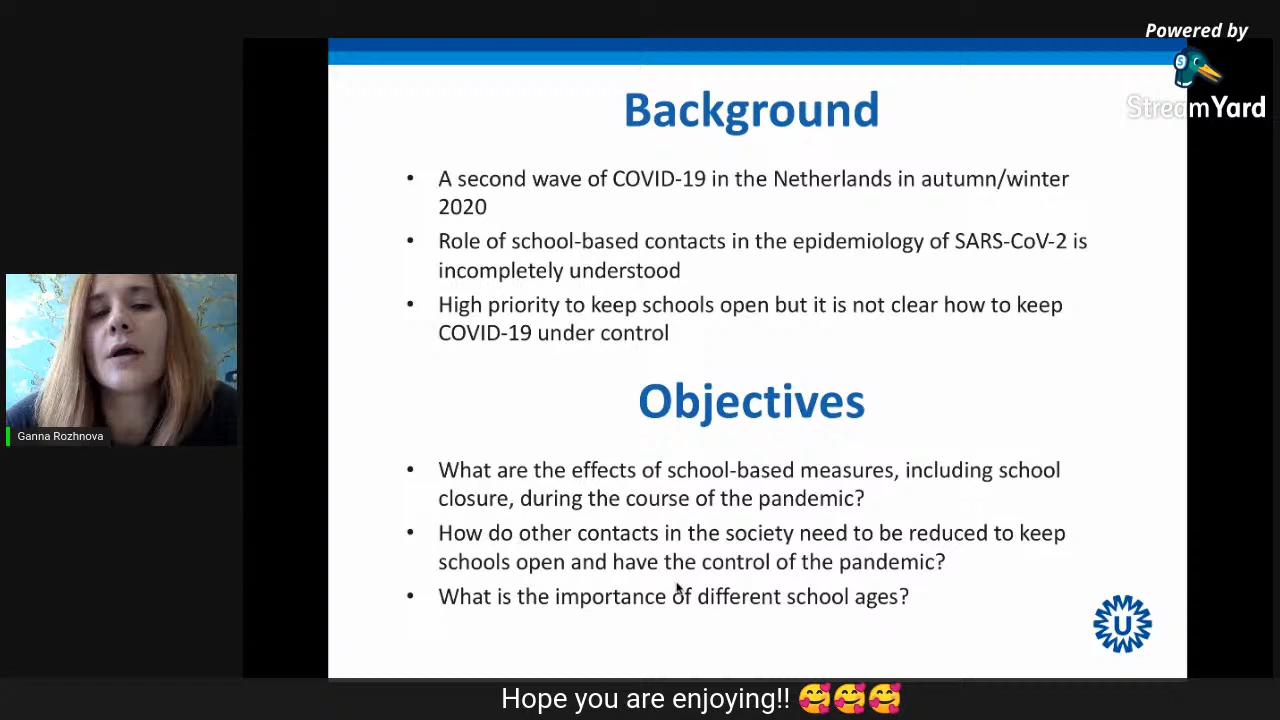 Powered by
StreamYard
Background
• A second wave of COVID-19 in the Netherlands in autumn/winter
2020
• Role of school-based contacts in the epidemiology of SARS-CoV-2 is
incompletely understood
• High priority to keep schools open but it is not clear how to keep
COVID-19 under control
Ganna Rozhnova
Objectives
• What are the effects of school-based measures, including school
closure, during the course of the pandemic?
• How do other contacts in the society need to be reduced to keep
schools open and have the control of the pandemic?
• What is the importance of different school ages?
U
Hope you are enjoying!! 🥰🥰🥰